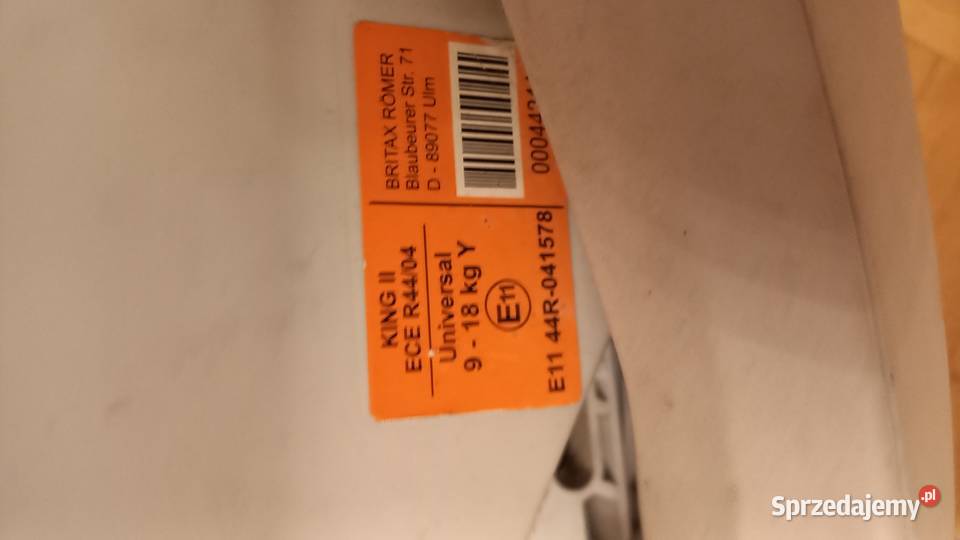 KING II
ECE R44/04
Universal
9 - 18 kg Y
E11
E11 44R-041578
BRITAX RÖMER
Blaubeurer Str. 71
D - 89077 Ulm
Sprzedajemy.pl